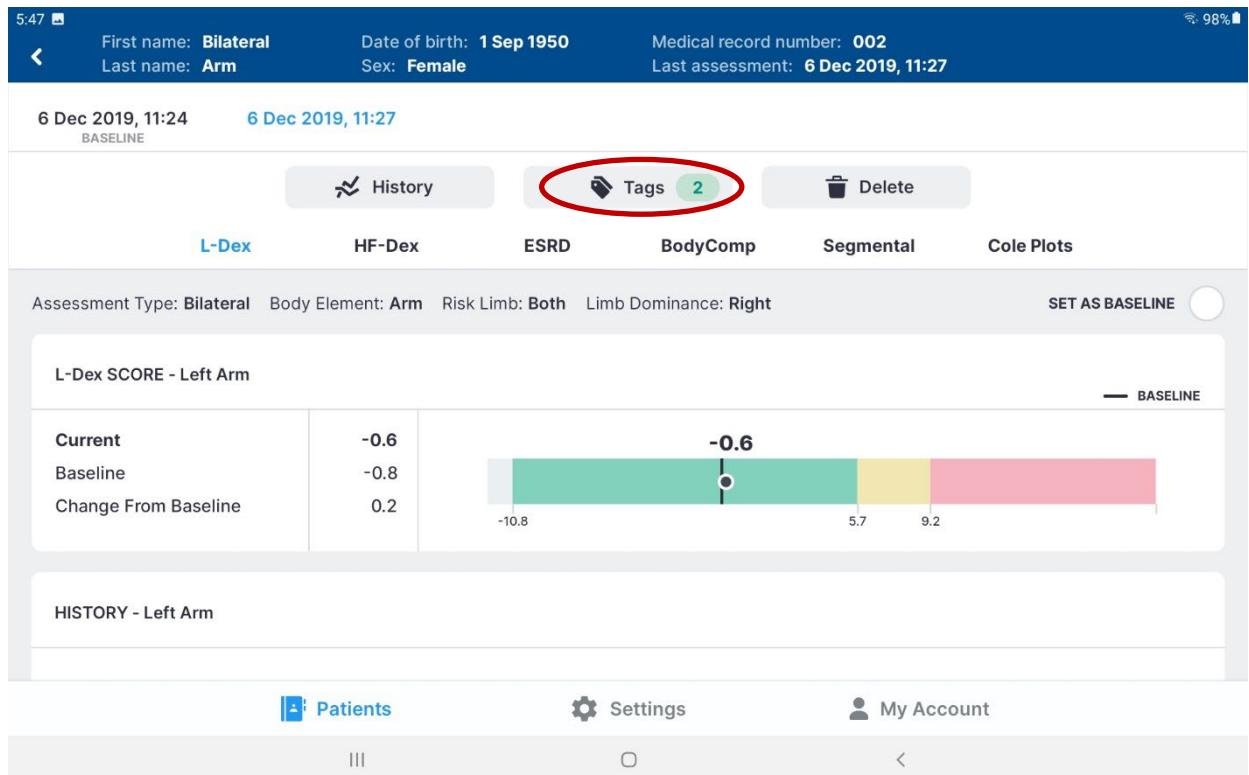 5:47 98%
First name: Bilateral Date of birth: 1 Sep 1950 Medical record number: 002
Last name: Arm Sex: Female Last assessment: 6 Dec 2019, 11:27
6 Dec 2019, 11:24 6 Dec 2019, 11:27
BASELINE
History Tags 2 Delete
L-Dex HF-Dex ESRD BodyComp Segmental Cole Plots
Assessment Type: Bilateral Body Element: Arm Risk Limb: Both Limb Dominance: Right SET AS BASELINE
L-Dex SCORE - Left Arm
BASELINE
Current -0.6 -0.6
Baseline -0.8
Change From Baseline 0.2
-10.8 5.7 9.2
HISTORY - Left Arm
Patients Settings My Account